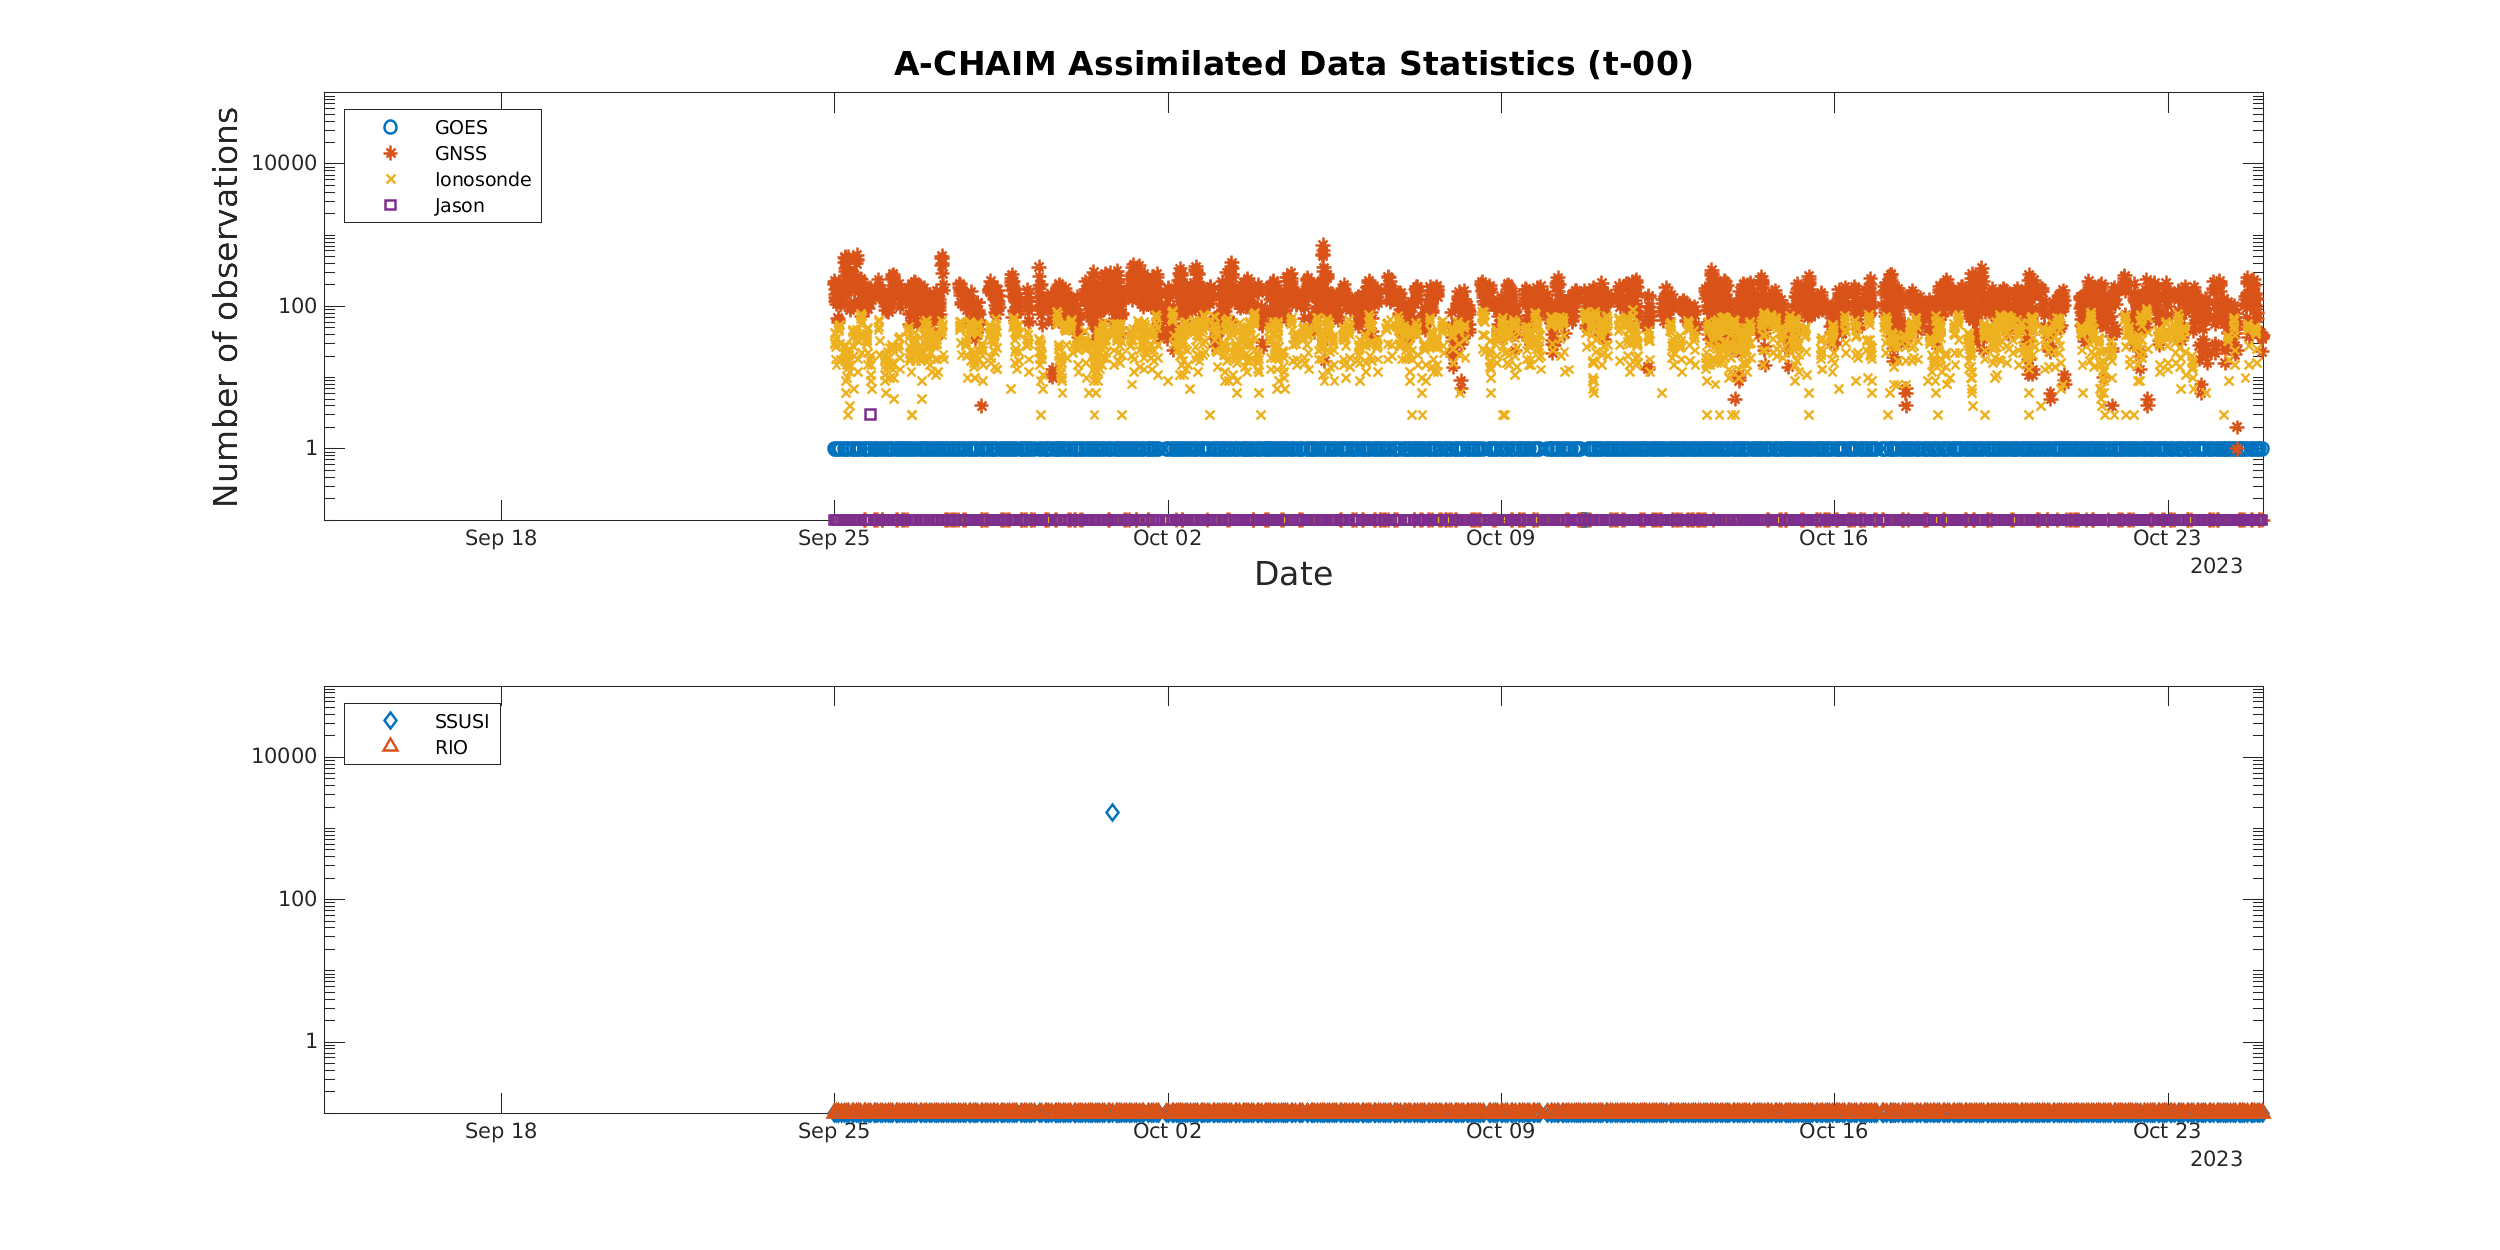 A-CHAIM Assimilated Data Statistics (t-00)
Number of observations
10000
100
1
GOES
GNSS
Ionosonde
Jason
Sep 18 Sep 25 Oct 02 Oct 09 Oct 16 Oct 23
2023
Date
10000
100
1
SSUSI
RIO
Sep 18 Sep 25 Oct 02 Oct 09 Oct 16 Oct 23
2023